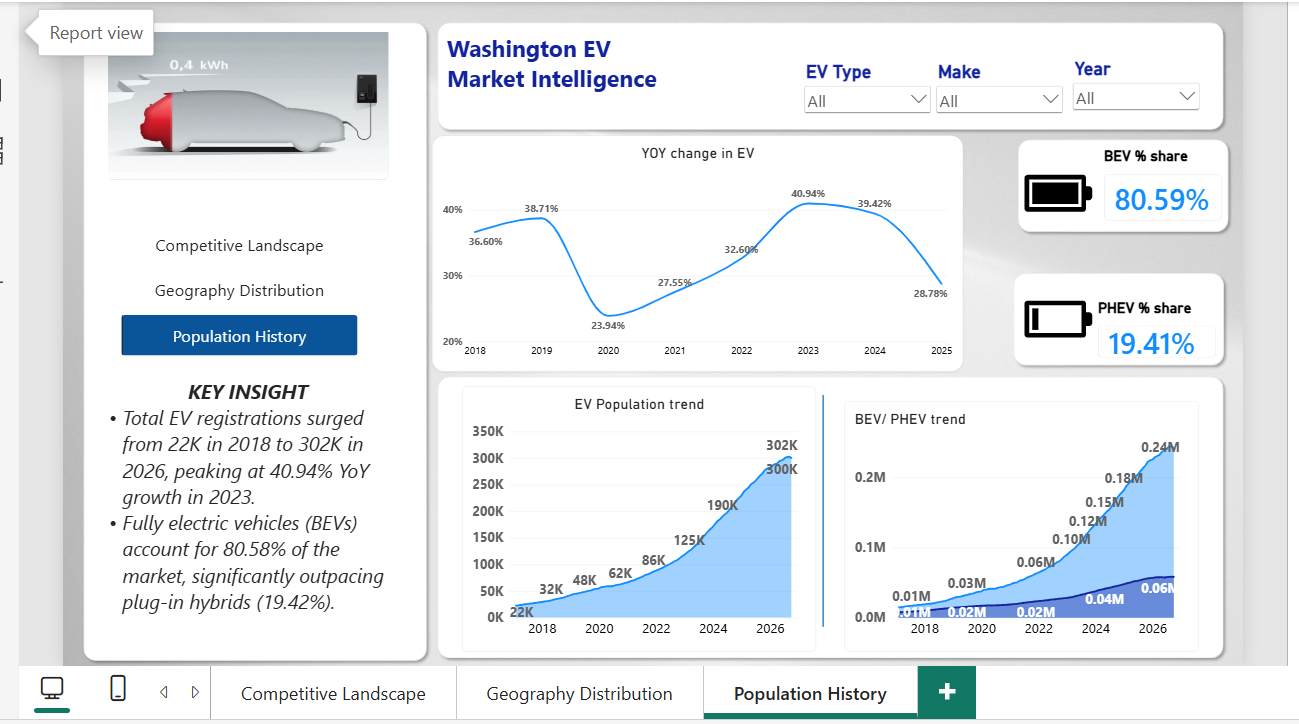 Report view
0,4 kWh
Competitive Landscape
Geography Distribution
Population History
KEY INSIGHT
• Total EV registrations surged
from 22K in 2018 to 302K in
2026, peaking at 40.94% YoY
growth in 2023.
• Fully electric vehicles (BEVs)
account for 80.58% of the
market, significantly outpacing
plug-in hybrids (19.42%).
Washington EV
Market Intelligence
EV Type
All
Make
All
Year
All
YOY change in EV
40%
30%
20%
36.60%
38.71%
23.94%
27.55%
32.60%
40.94%
39.42%
28.78%
2018 2019 2020 2021 2022 2023 2024 2025
BEV % share
80.59%
PHEV % share
19.41%
EV Population trend
350K
300K
250K
200K
150K
100K
50K
0K
22K
32K
48K
62K
86K
125K
190K
300K
302K
2018 2020 2022 2024 2026
BEV/ PHEV trend
0.2M
0.1M
0.0M
0.01M
0.03M
0.06M
0.10M
0.12M
0.15M
0.18M
0.24M
.01M
0.02M
0.02M
0.04M
0.06M
2018 2020 2022 2024 2026
Competitive Landscape
Geography Distribution
Population History
+